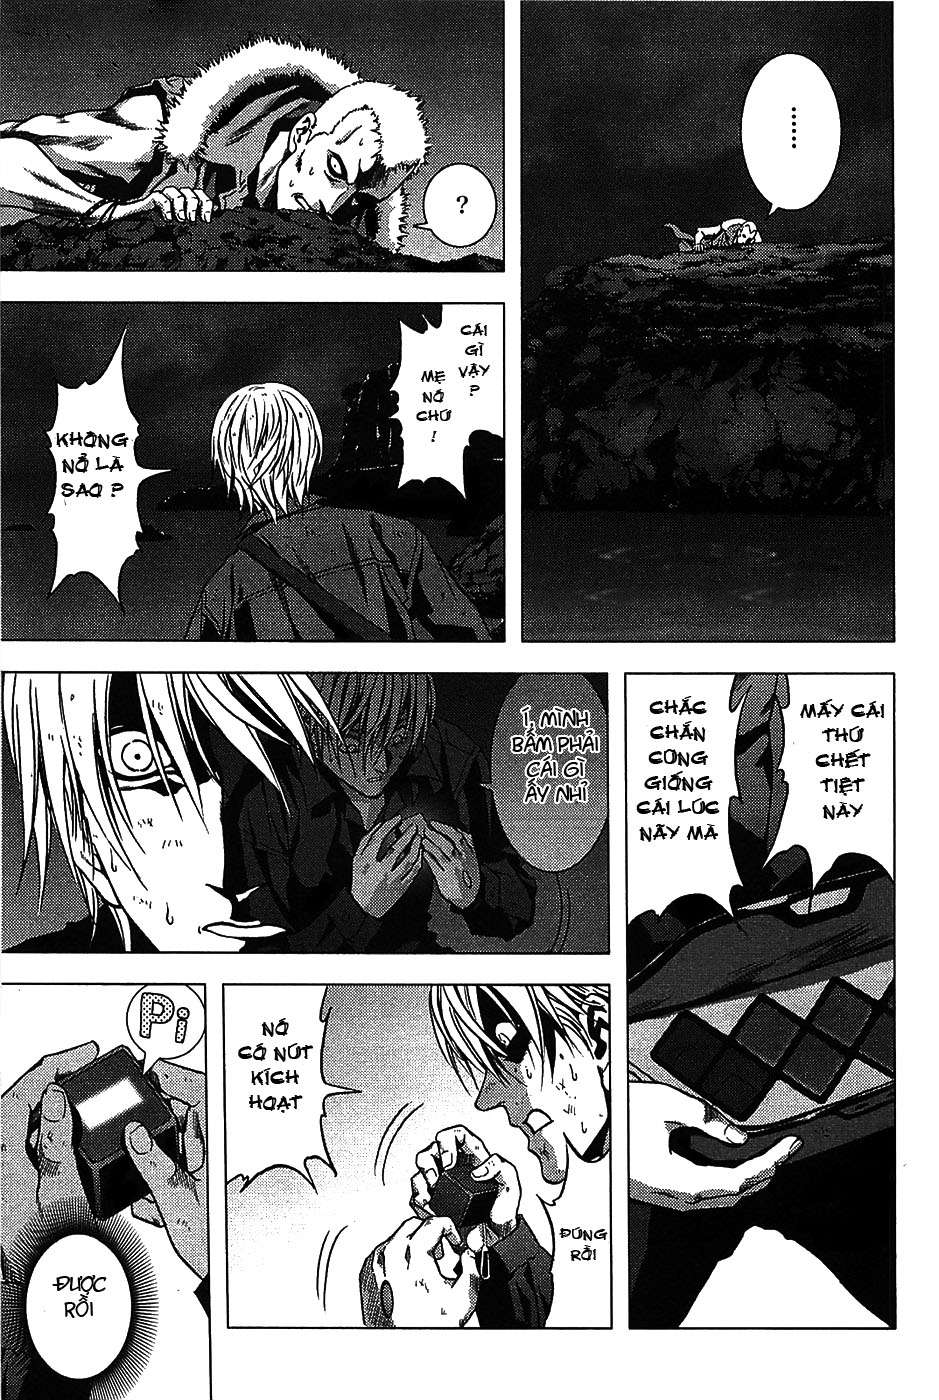 ......
?
CÁI
GÌ
VẬY
?
MẸ
NÓ
CHỨ
!
KHÔNG
NỔ LÀ
SAO ?
MẤY CÁI
THỨ
CHẾT
TIỆT
NÀY
CHẮC
CHẮN
CŨNG
GIỐNG
CÁI LÚC
NÃY MÀ
Í, MÌNH
BẤM PHẢI
CÁI GÌ
ẤY NHỈ
NÓ
CÓ NÚT
KÍCH
HOẠT
ĐÚNG
RỒI
Pi
ĐƯỢC
RỒI